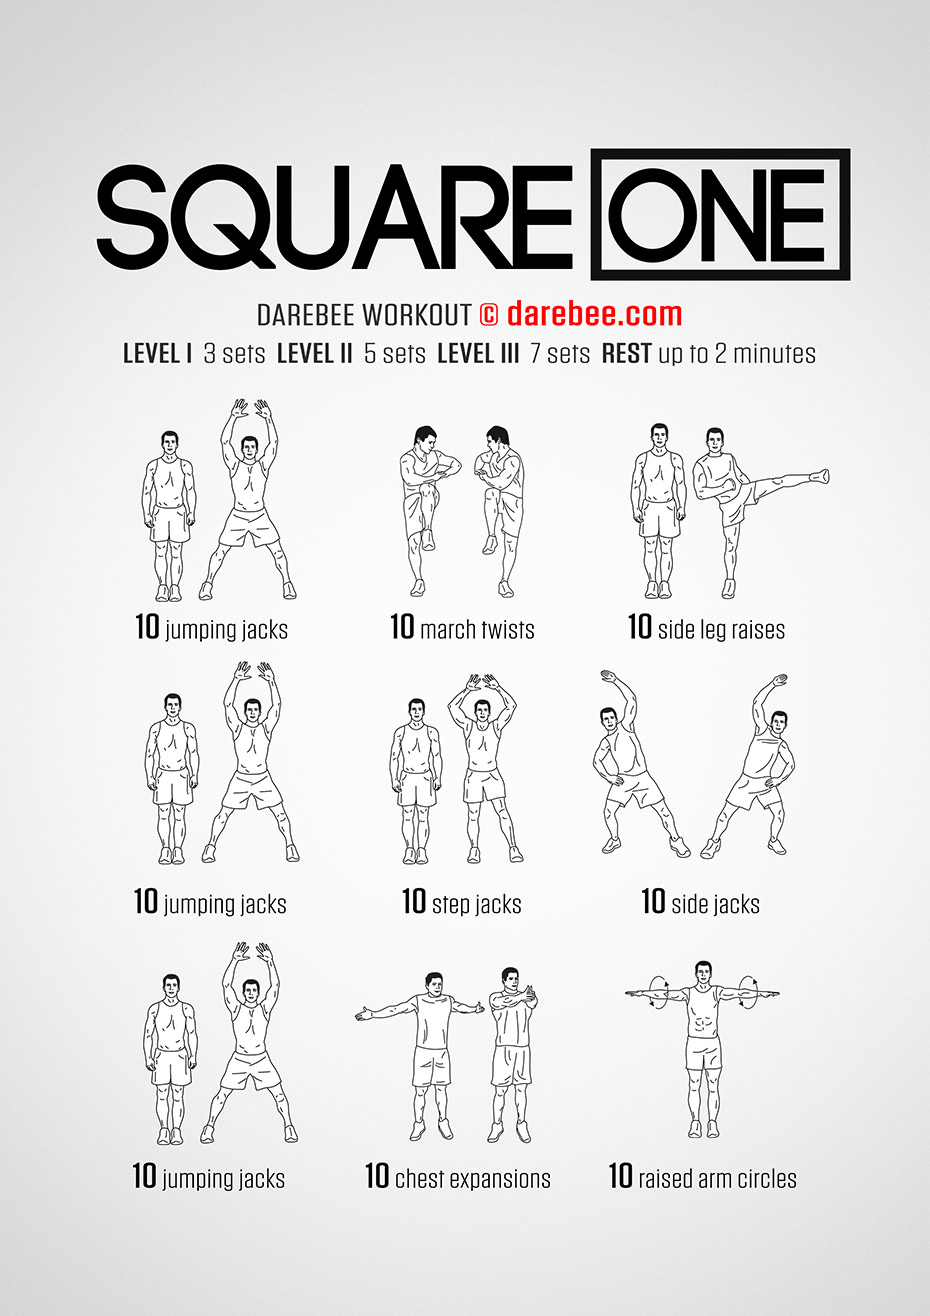 SQUARE ONE
DAREBEE WORKOUT © darebee.com
LEVEL I 3 sets LEVEL II 5 sets LEVEL III 7 sets REST up to 2 minutes
10 jumping jacks
10 march twists
10 side leg raises
10 jumping jacks
10 step jacks
10 side jacks
10 jumping jacks
10 chest expansions
10 raised arm circles